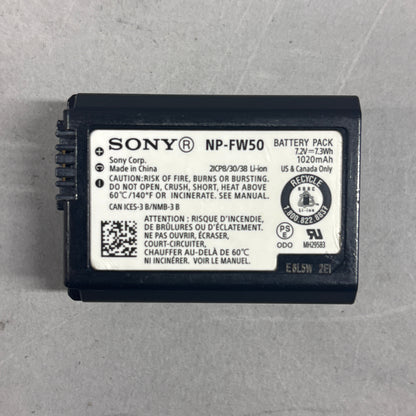 SONY® NP-FW50 BATTERY PACK
7.2V⎓7.3Wh
1020mAh
Sony Corp.
Made in China
2ICP8/30/38 Li-ion
US & Canada Only
CAUTION:RISK OF FIRE, BURNS OR BURSTING.
DO NOT OPEN, CRUSH, SHORT, HEAT ABOVE
60℃/140°F OR INCINERATE. SEE MANUAL.
CAN ICES-3 B/NMB-3 B
ATTENTION : RISQUE D'INCENDIE,
DE BRÛLURES OU D'ÉCLATEMENT.
NE PAS OUVRIR, ÉCRASER,
COURT-CIRCUITER,
CHAUFFER AU-DELÀ DE 60℃
NI INCINÉRER. VOIR LE MANUEL.
RECYCLE
RBRC
Li-ion
1.800.822.8837
PS
E
ODO
MH29583